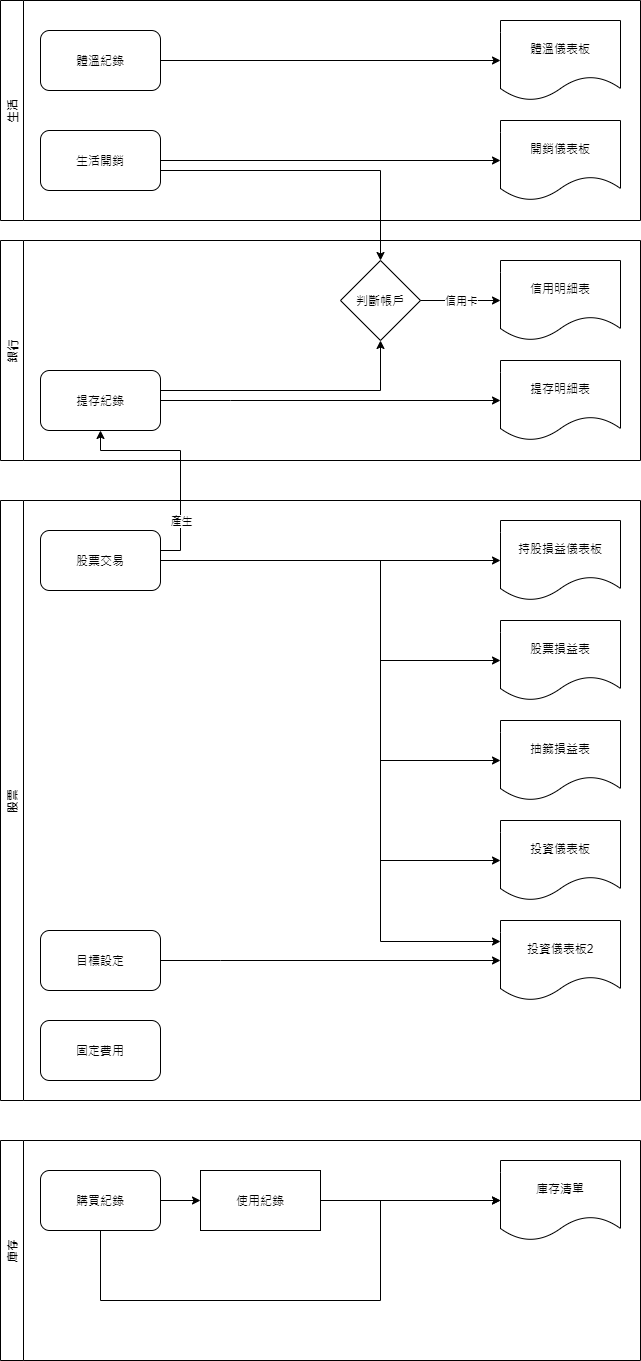 生活
體溫紀錄
體溫儀表板
生活開銷
開銷儀表板
銀行
判斷帳戶
信用卡
信用明細表
提存紀錄
提存明細表
產生
股票
股票交易
持股損益儀表板
股票損益表
抽籤損益表
投資儀表板
目標設定
投資儀表板2
固定費用
庫存
購買紀錄
使用紀錄
庫存清單